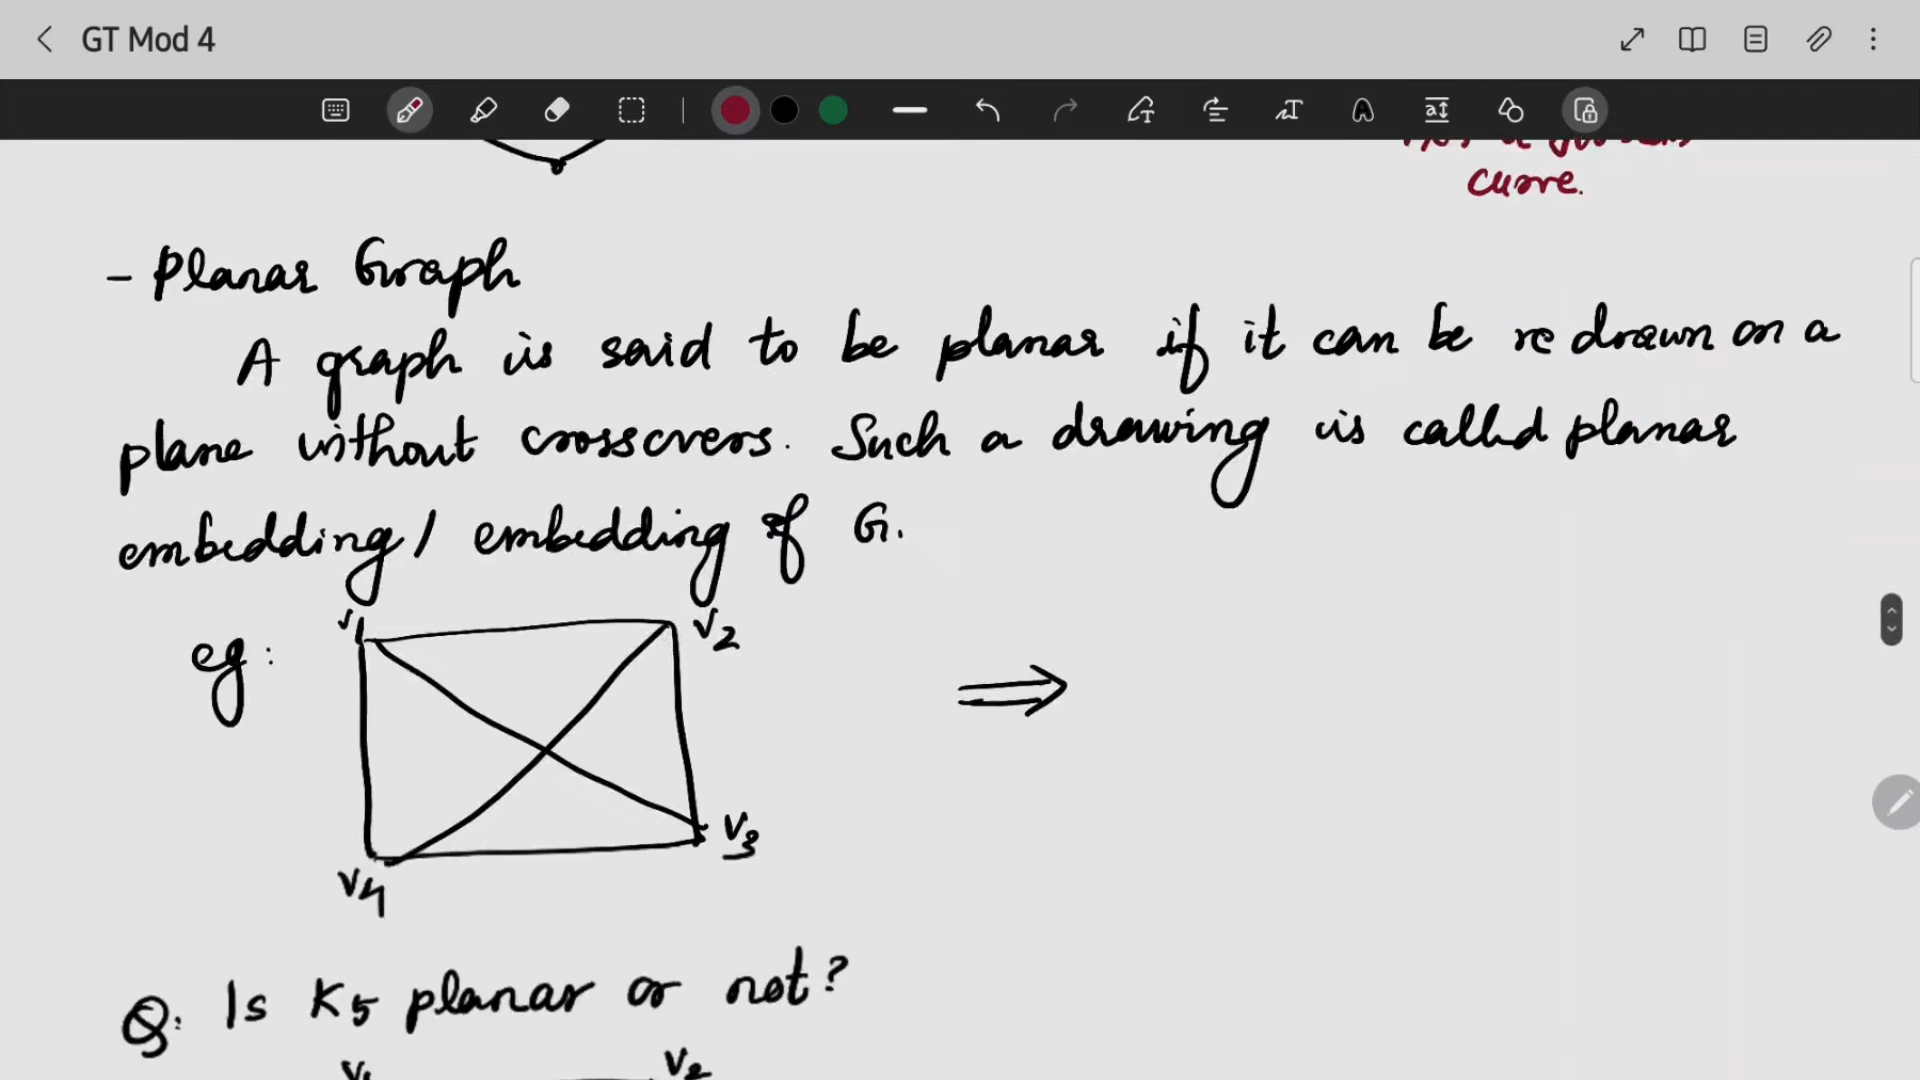 GT Mod 4
curve.
- Planar Graph
A graph is said to be planar if it can be redrawn on a
plane without crossovers. Such a drawing is called planar
embedding / embedding of G.
eg:
v1
v2
v3
v4
Q: Is K5 planar or not?
v2